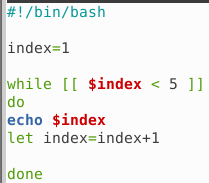 #!/bin/bash
index=1
while [[ $index < 5 ]]
do
echo $index
let index=index+1
done